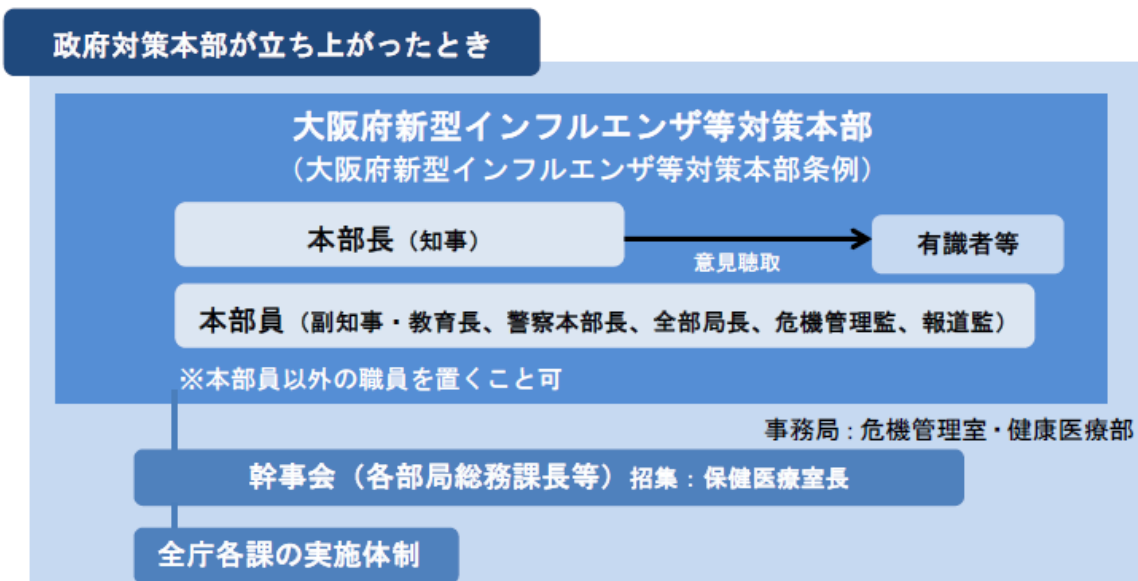 政府対策本部が立ち上がったとき
大阪府新型インフルエンザ等対策本部
（大阪府新型インフルエンザ等対策本部条例）
本部長（知事）
意見聴取
有識者等
本部員（副知事・教育長、警察本部長、全部局長、危機管理監、報道監）
※本部員以外の職員を置くこと可
事務局：危機管理室・健康医療部
幹事会（各部局総務課長等）招集：保健医療室長
全庁各課の実施体制